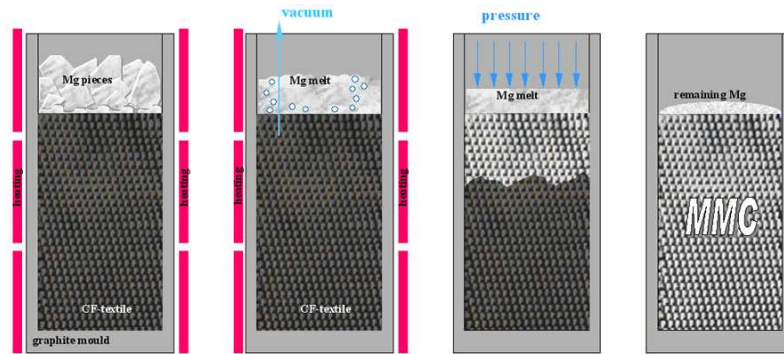 vacuum
pressure
Mg pieces
Mg melt
Mg melt
remaining Mg
heating
heating
heating
heating
MMC
CF-textile
CF-textile
graphite mould